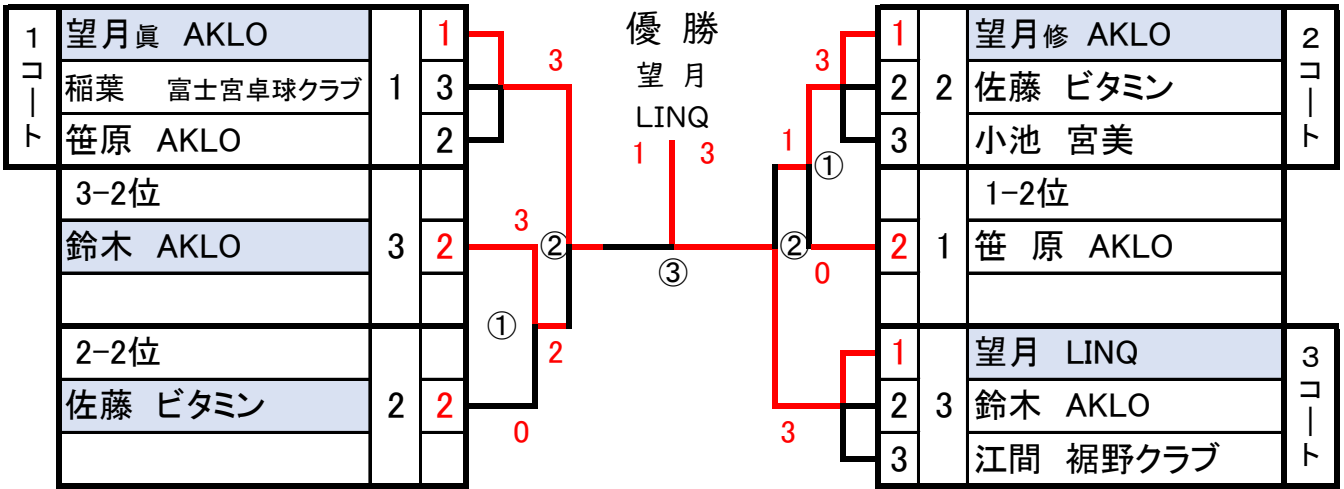 優 勝
望 月
LINQ
1 3
1コート
望月眞 AKLO 1
稲葉 富士宮卓球クラブ 1 3
笹原 AKLO 2
3-2位
鈴木 AKLO 3 2
2-2位
佐藤 ビタミン 2 2
3
3
②
①
2
0
③
3
1
①
②
0
3
1 望月修 AKLO
2 2 佐藤 ビタミン
3 小池 宮美
2コート
1-2位
2 1 笹 原 AKLO
1 望月 LINQ
2 3 鈴木 AKLO
3 江間 裾野クラブ
3コート